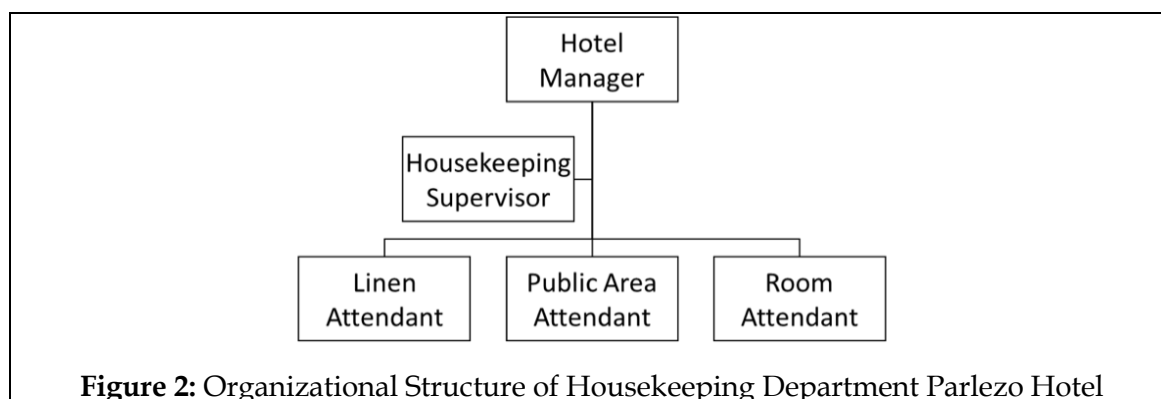 Hotel
Manager
Housekeeping
Supervisor
Linen
Attendant
Public Area
Attendant
Room
Attendant
Figure 2: Organizational Structure of Housekeeping Department Parlezo Hotel